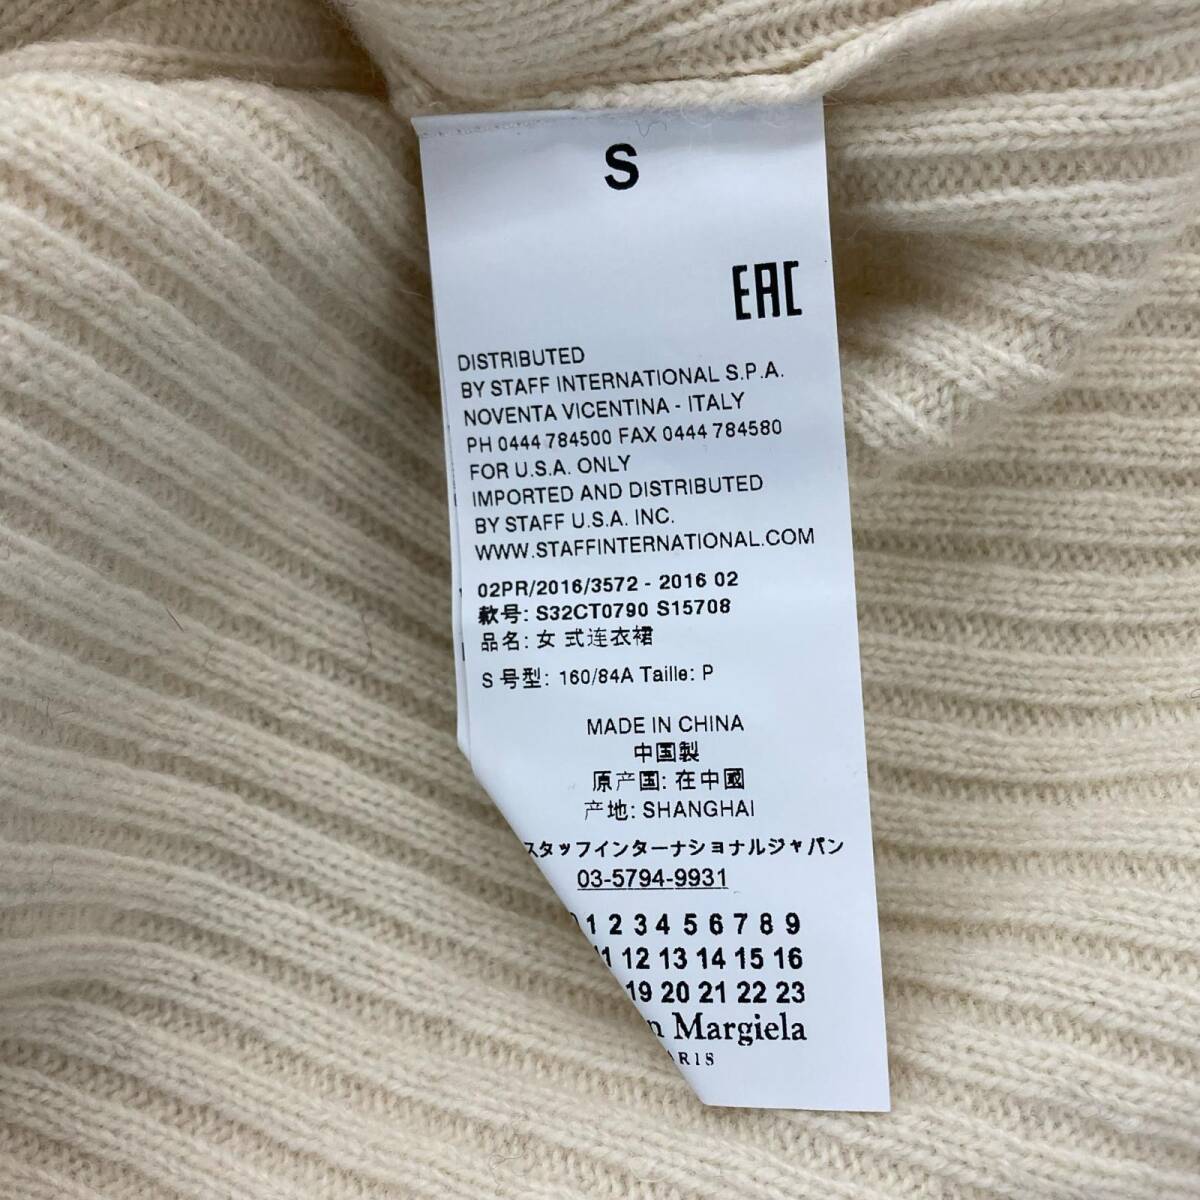 S
EAC
DISTRIBUTED
BY STAFF INTERNATIONAL S.P.A.
NOVENTA VICENTINA - ITALY
PH 0444 784500 FAX 0444 784580
FOR U.S.A. ONLY
IMPORTED AND DISTRIBUTED
BY STAFF U.S.A. INC.
WWW.STAFFINTERNATIONAL.COM
02PR/2016/3572 - 2016 02
款号: S32CT0790 S15708
品名: 女 式连衣裙
S 号型: 160/84A Taille: P
MADE IN CHINA
中国製
原产国: 在中國
产地: SHANGHAI
スタッフインターナショナルジャパン
03-5794-9931
1 2 3 4 5 6 7 8 9
12 13 14 15 16
19 20 21 22 23
Margiela